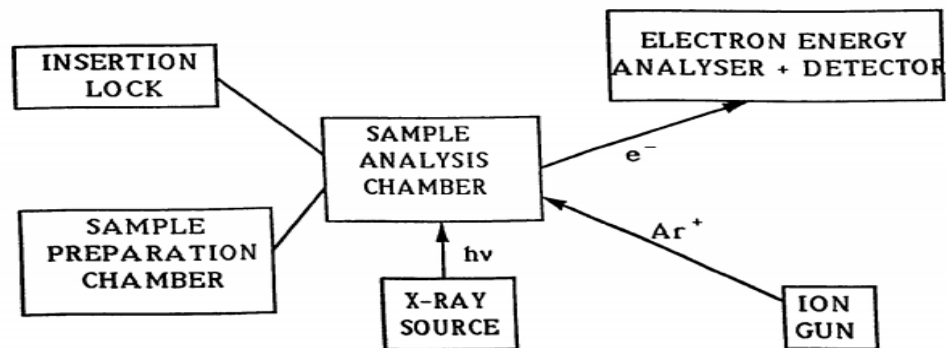 INSERTION
LOCK
ELECTRON ENERGY
ANALYSER + DETECTOR
SAMPLE
ANALYSIS
CHAMBER
e⁻
SAMPLE
PREPARATION
CHAMBER
Ar⁺
hν
X-RAY
SOURCE
ION
GUN